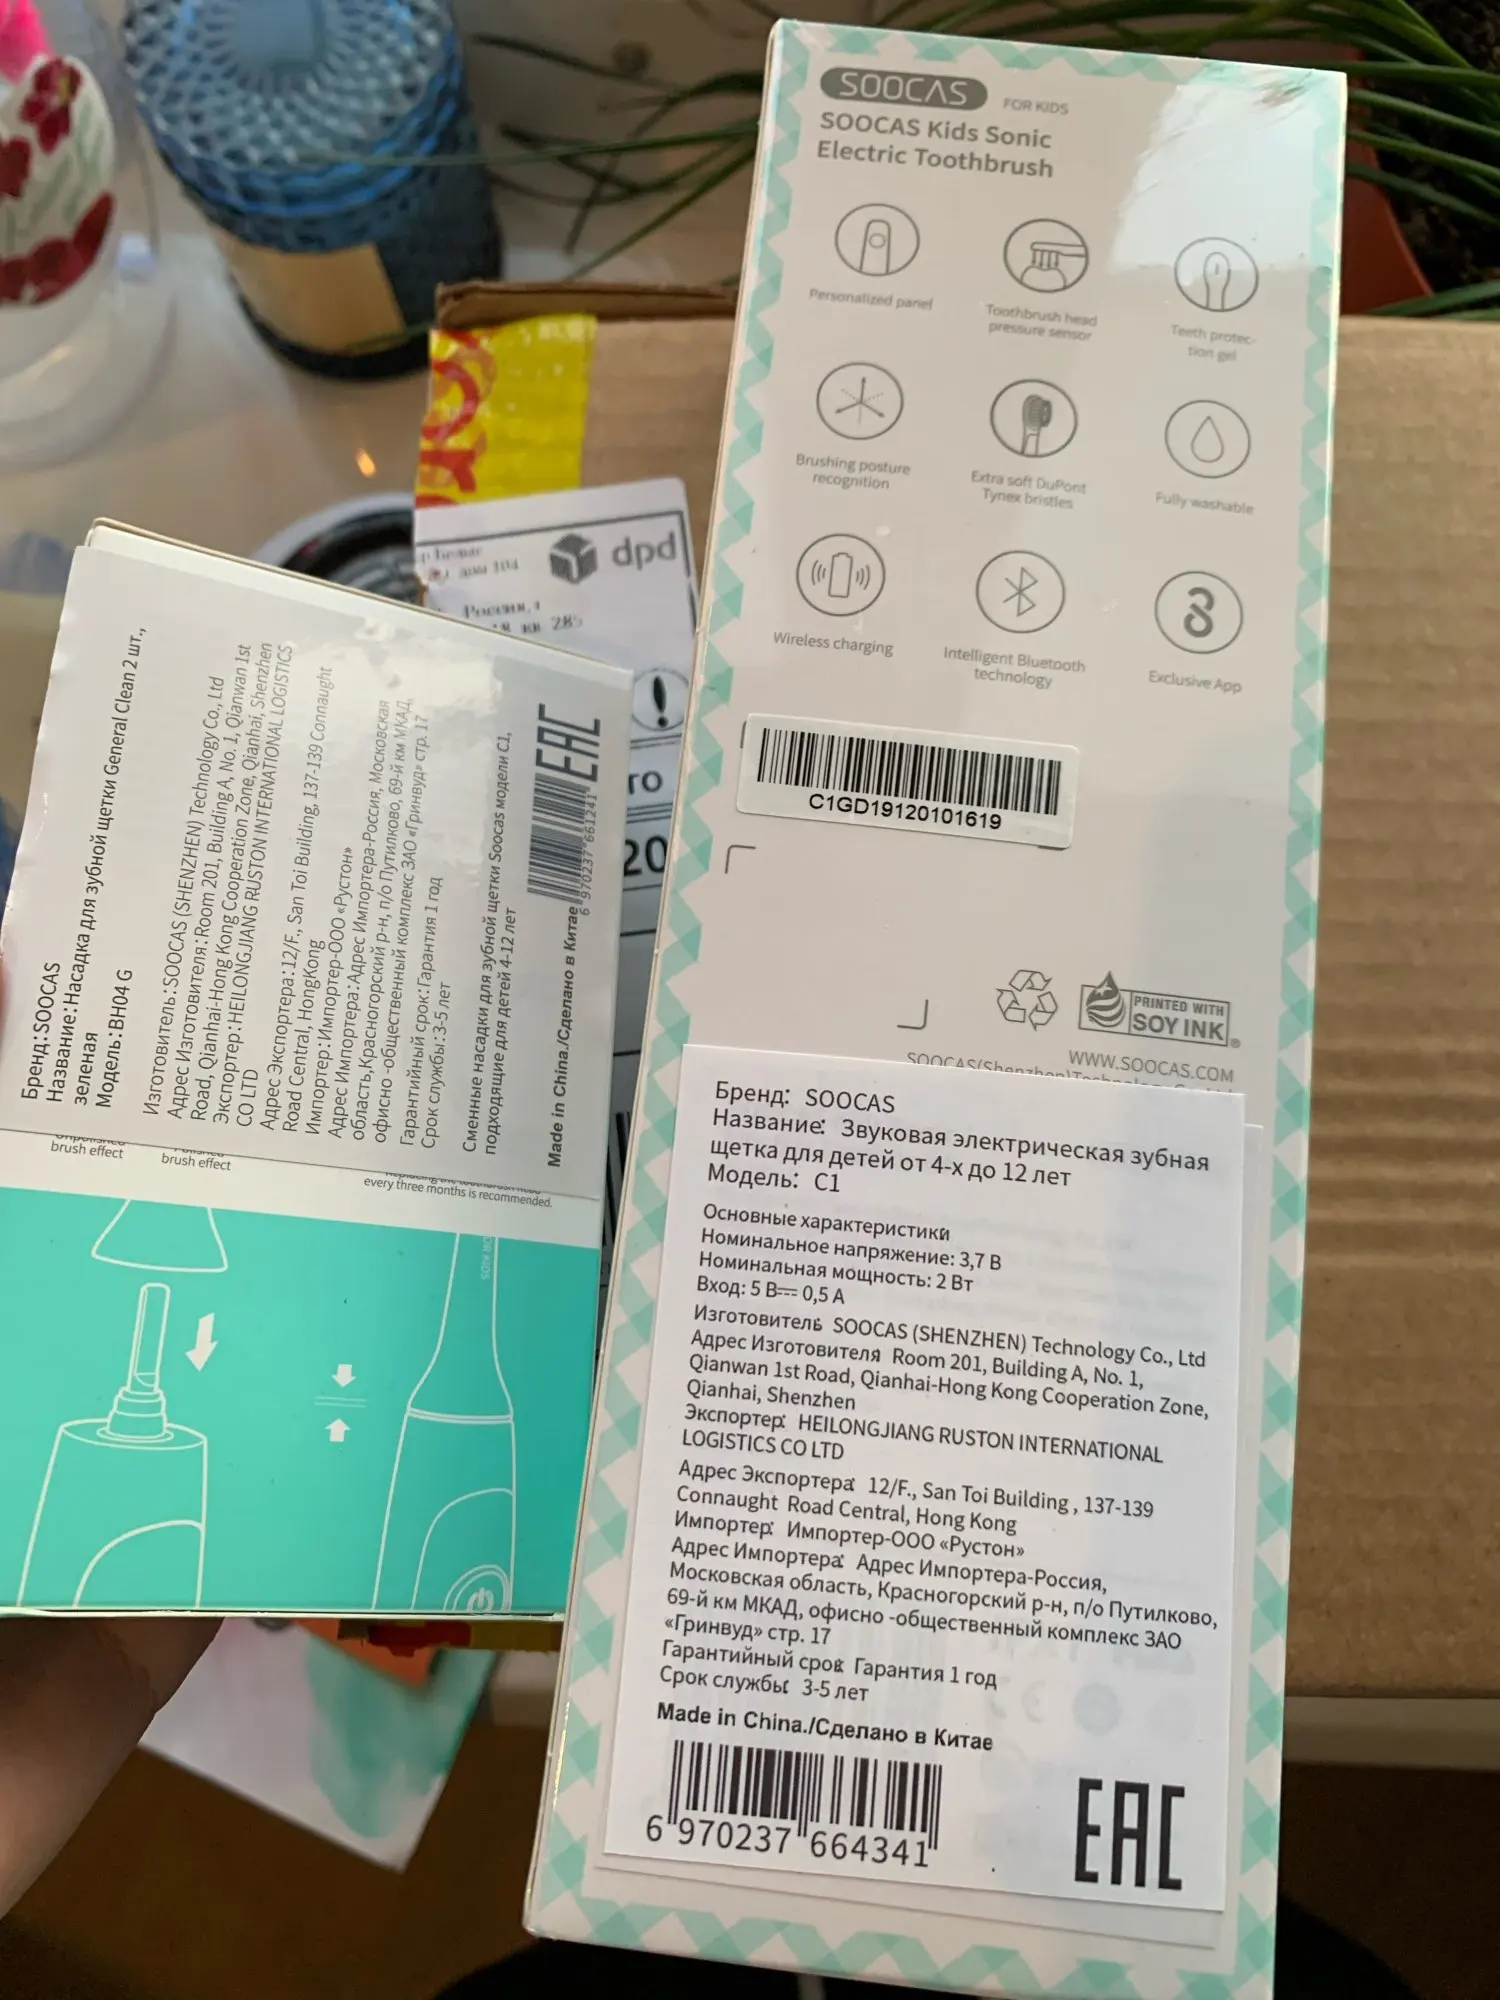 SOOCAS FOR KIDS
SOOCAS Kids Sonic
Electric Toothbrush
Personalized panel
Toothbrush head
pressure sensor
Teeth protec-
tion gel
Brushing posture
recognition
Extra soft DuPont
Tynex bristles
Fully washable
Wireless charging
Intelligent Bluetooth
technology
Exclusive App
C1GD19120101619
PRINTED WITH
SOY INK
WWW.SOOCAS.COM
SOOCAS(Shenzhen)Technology
Бренд: SOOCAS
Название: Звуковая электрическая зубная
щетка для детей от 4-х до 12 лет
Модель: C1
Основные характеристики
Номинальное напряжение: 3,7 В
Номинальная мощность: 2 Вт
Вход: 5 В⎓ 0,5 А
Изготовитель: SOOCAS (SHENZHEN) Technology Co., Ltd
Адрес Изготовителя Room 201, Building A, No. 1,
Qianwan 1st Road, Qianhai-Hong Kong Cooperation Zone,
Qianhai, Shenzhen
Экспортер: HEILONGJIANG RUSTON INTERNATIONAL
LOGISTICS CO LTD
Адрес Экспортера: 12/F., San Toi Building , 137-139
Connaught Road Central, Hong Kong
Импортер: Импортер-ООО «Рустон»
Адрес Импортера: Адрес Импортера-Россия,
Московская область, Красногорский р-н, п/о Путилково,
69-й км МКАД, офисно -общественный комплекс ЗАО
«Гринвуд» стр. 17
Гарантийный срок: Гарантия 1 год
Срок службы: 3-5 лет
Made in China./Сделано в Китае
6 970237 664341
EAC
Бренд:SOOCAS
Название:Насадка для зубной щетки General Clean 2 шт.,
зеленая
Модель:BH04 G
Изготовитель:SOOCAS (SHENZHEN) Technology Co., Ltd
Адрес Изготовителя:Room 201, Building A, No. 1, Qianwan 1st
Road, Qianhai-Hong Kong Cooperation Zone, Qianhai, Shenzhen
Экспортер:HEILONGJIANG RUSTON INTERNATIONAL LOGISTICS
CO LTD
Адрес Экспортера:12/F., San Toi Building, 137-139 Connaught
Road Central, HongKong
Импортер:Импортер-ООО «Рустон»
Адрес Импортера:Адрес Импортера-Россия, Московская
область,Красногорский р-н, п/о Путилково, 69-й км МКАД,
офисно -общественный комплекс ЗАО «Гринвуд» стр. 17
Гарантийный срок:Гарантия 1 год
Срок службы:3-5 лет
Сменные насадки для зубной щетки Soocas модели C1,
подходящие для детей 4-12 лет
Made in China./Сделано в Китае
6 970237 661241
EAC
brush effect
brush effect
every three months is recommended.
dpd
дом 104
Россия, г
кв 285
го
20